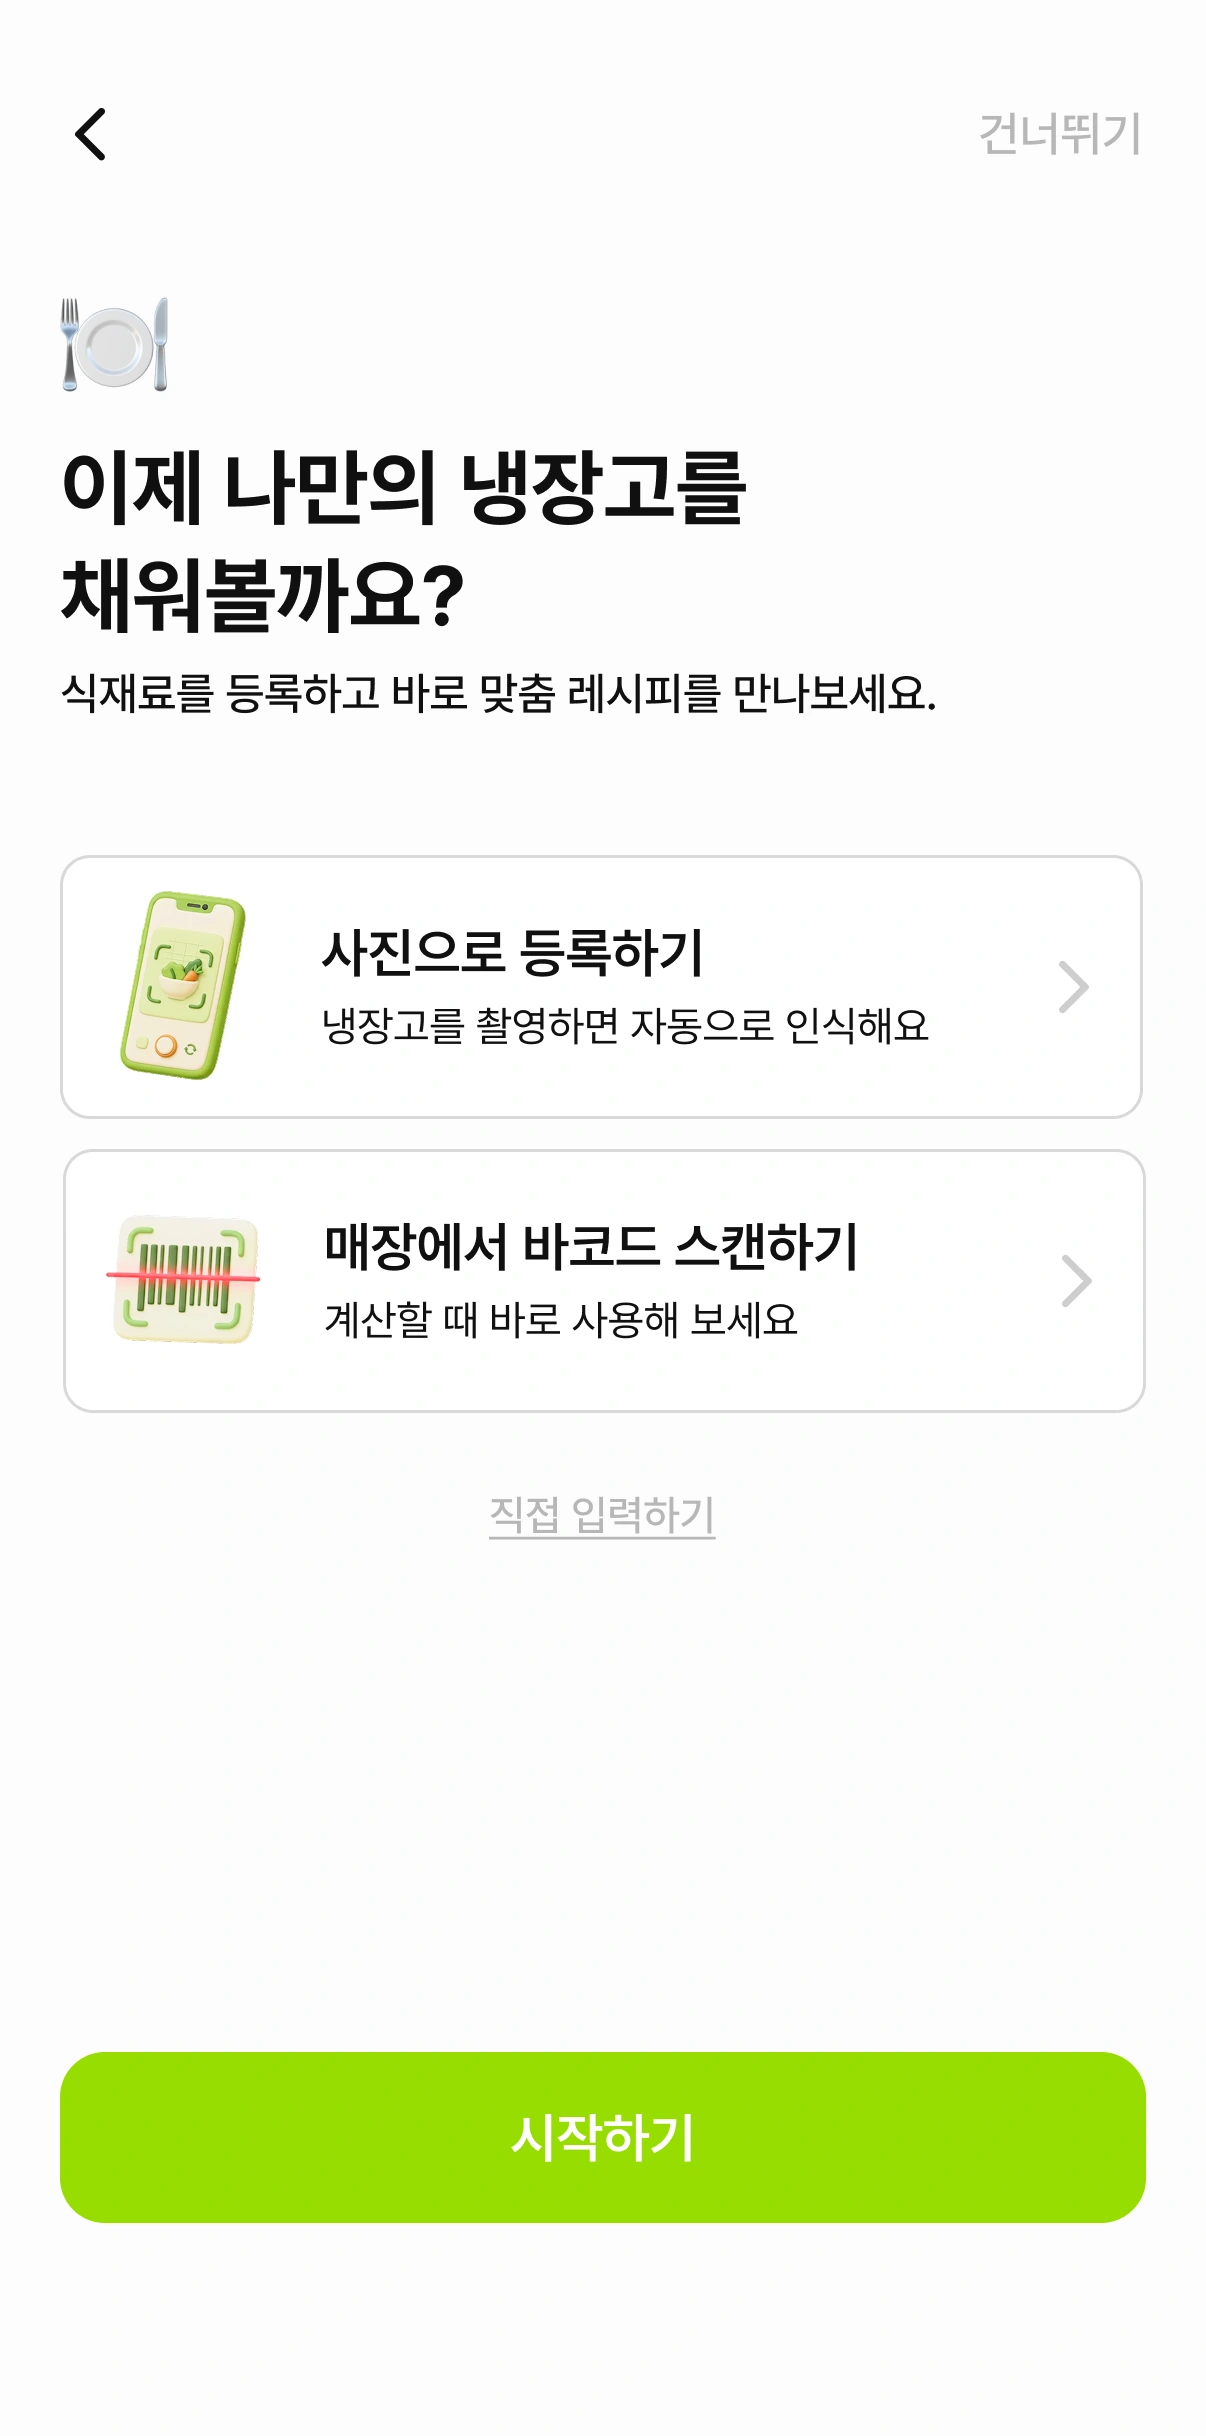 건너뛰기
이제 나만의 냉장고를
채워볼까요?
식재료를 등록하고 바로 맞춤 레시피를 만나보세요.
사진으로 등록하기
냉장고를 촬영하면 자동으로 인식해요
매장에서 바코드 스캔하기
계산할 때 바로 사용해 보세요
직접 입력하기
시작하기